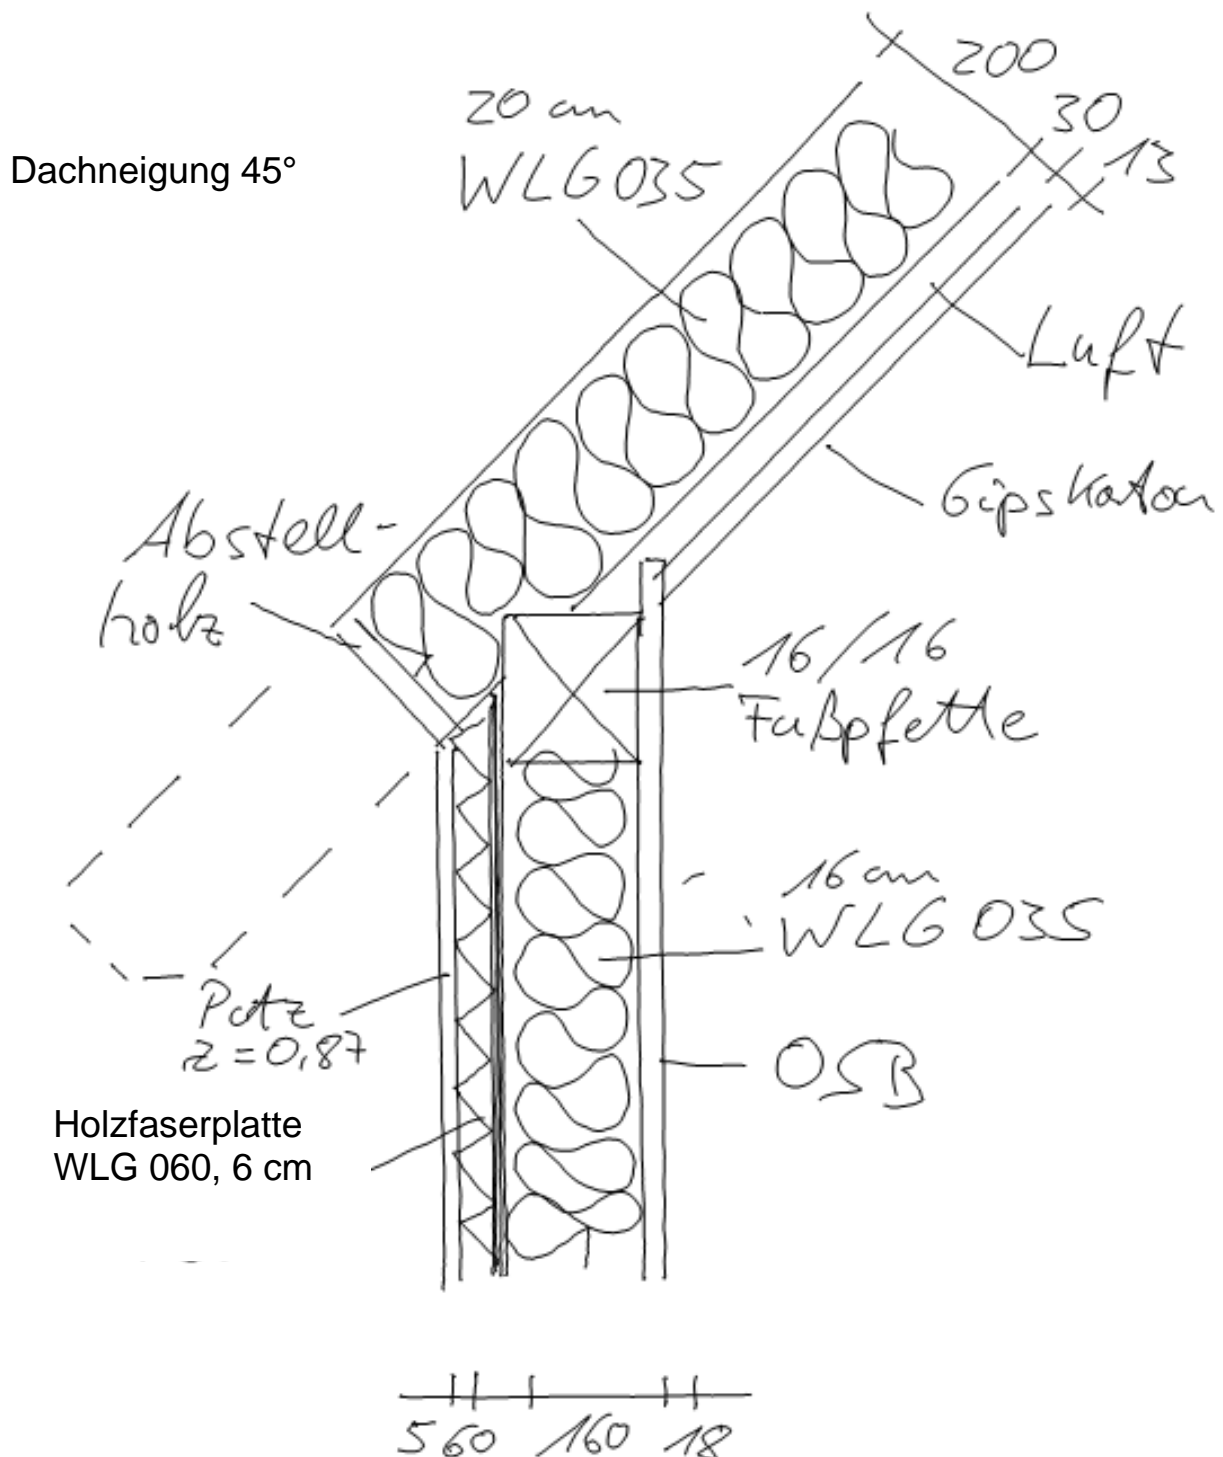 200
30
13
20 cm
WLG 035
Dachneigung 45°
Luft
Gipskarton
Abstell-
holz
16/16
Fußpfette
16 cm
WLG 035
Putz
λ = 0,87
OSB
Holzfaserplatte
WLG 060, 6 cm
5 60 160 18